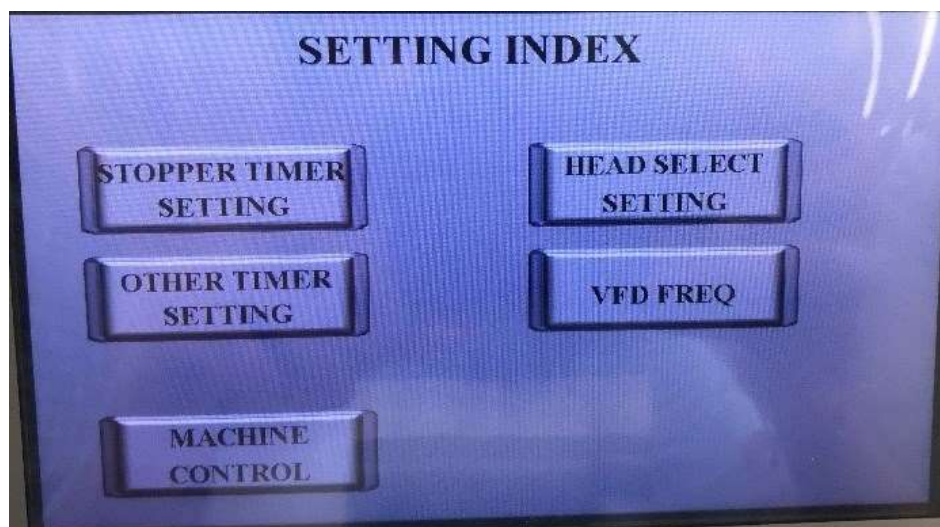 SETTING INDEX
STOPPER TIMER
SETTING
HEAD SELECT
SETTING
OTHER TIMER
SETTING
VFD FREQ
MACHINE
CONTROL